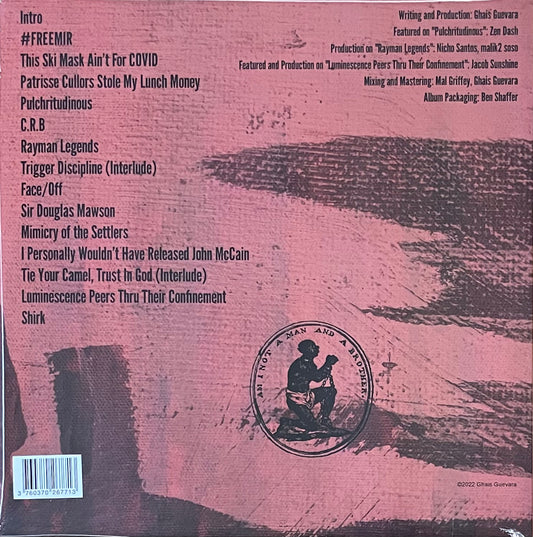 Intro
#FREEMIR
This Ski Mask Ain't For COVID
Patrisse Cullors Stole My Lunch Money
Pulchritudinous
C.R.B
Rayman Legends
Trigger Discipline (Interlude)
Face/Off
Sir Douglas Mawson
Mimicry of the Settlers
I Personally Wouldn't Have Released John McCain
Tie Your Camel, Trust In God (Interlude)
Luminescence Peers Thru Their Confinement
Shirk
Writing and Production: Ghais Guevara
Featured on "Pulchritudinous": Zen Dash
Production on "Rayman Legends": Nicho Santos, malik2 soso
Featured and Production on "Luminescence Peers Thru Their Confinement": Jacob Sunshine
Mixing and Mastering: Mal Griffey, Ghais Guevara
Album Packaging: Ben Shaffer
AM I NOT A MAN AND A BROTHER.
3 760370 267713
©2022 Ghais Guevara